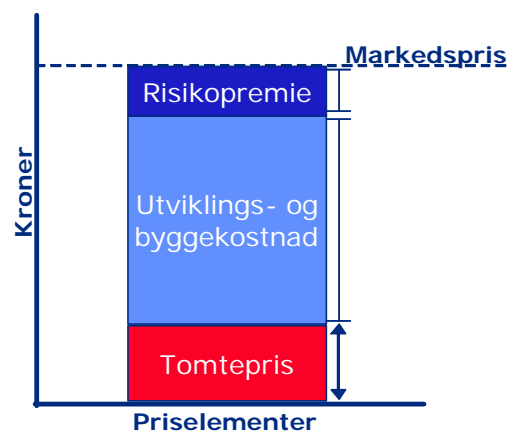 Markedspris
Risikopremie
Utviklings- og
byggekostnad
Tomtepris
Kroner
Priselementer